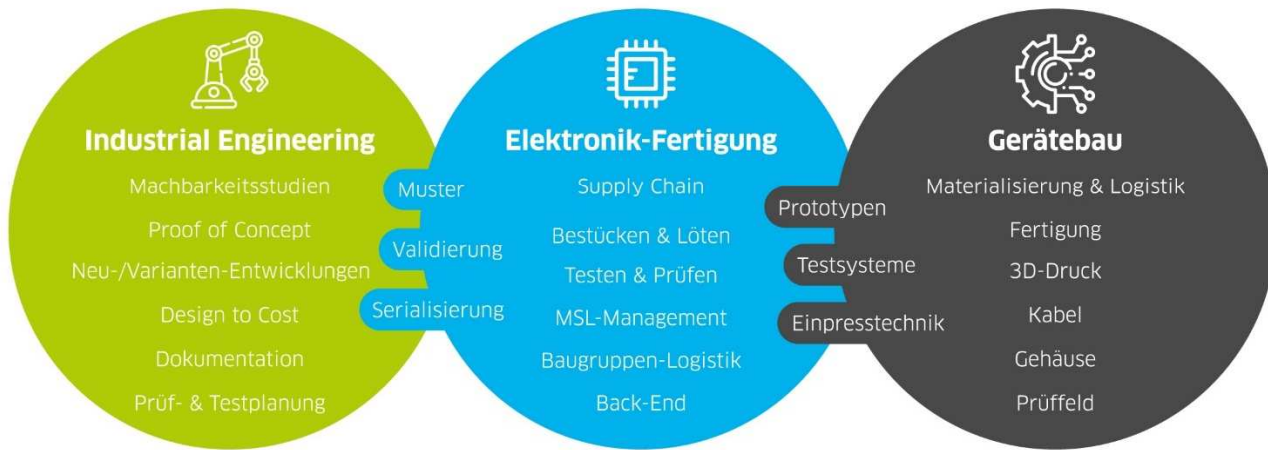 Industrial Engineering
Machbarkeitsstudien
Proof of Concept
Neu-/Varianten-Entwicklungen
Design to Cost
Dokumentation
Prüf- & Testplanung
Muster
Validierung
Serialisierung
Elektronik-Fertigung
Supply Chain
Bestücken & Löten
Testen & Prüfen
MSL-Management
Baugruppen-Logistik
Back-End
Prototypen
Testsysteme
Einpresstechnik
Gerätebau
Materialisierung & Logistik
Fertigung
3D-Druck
Kabel
Gehäuse
Prüffeld